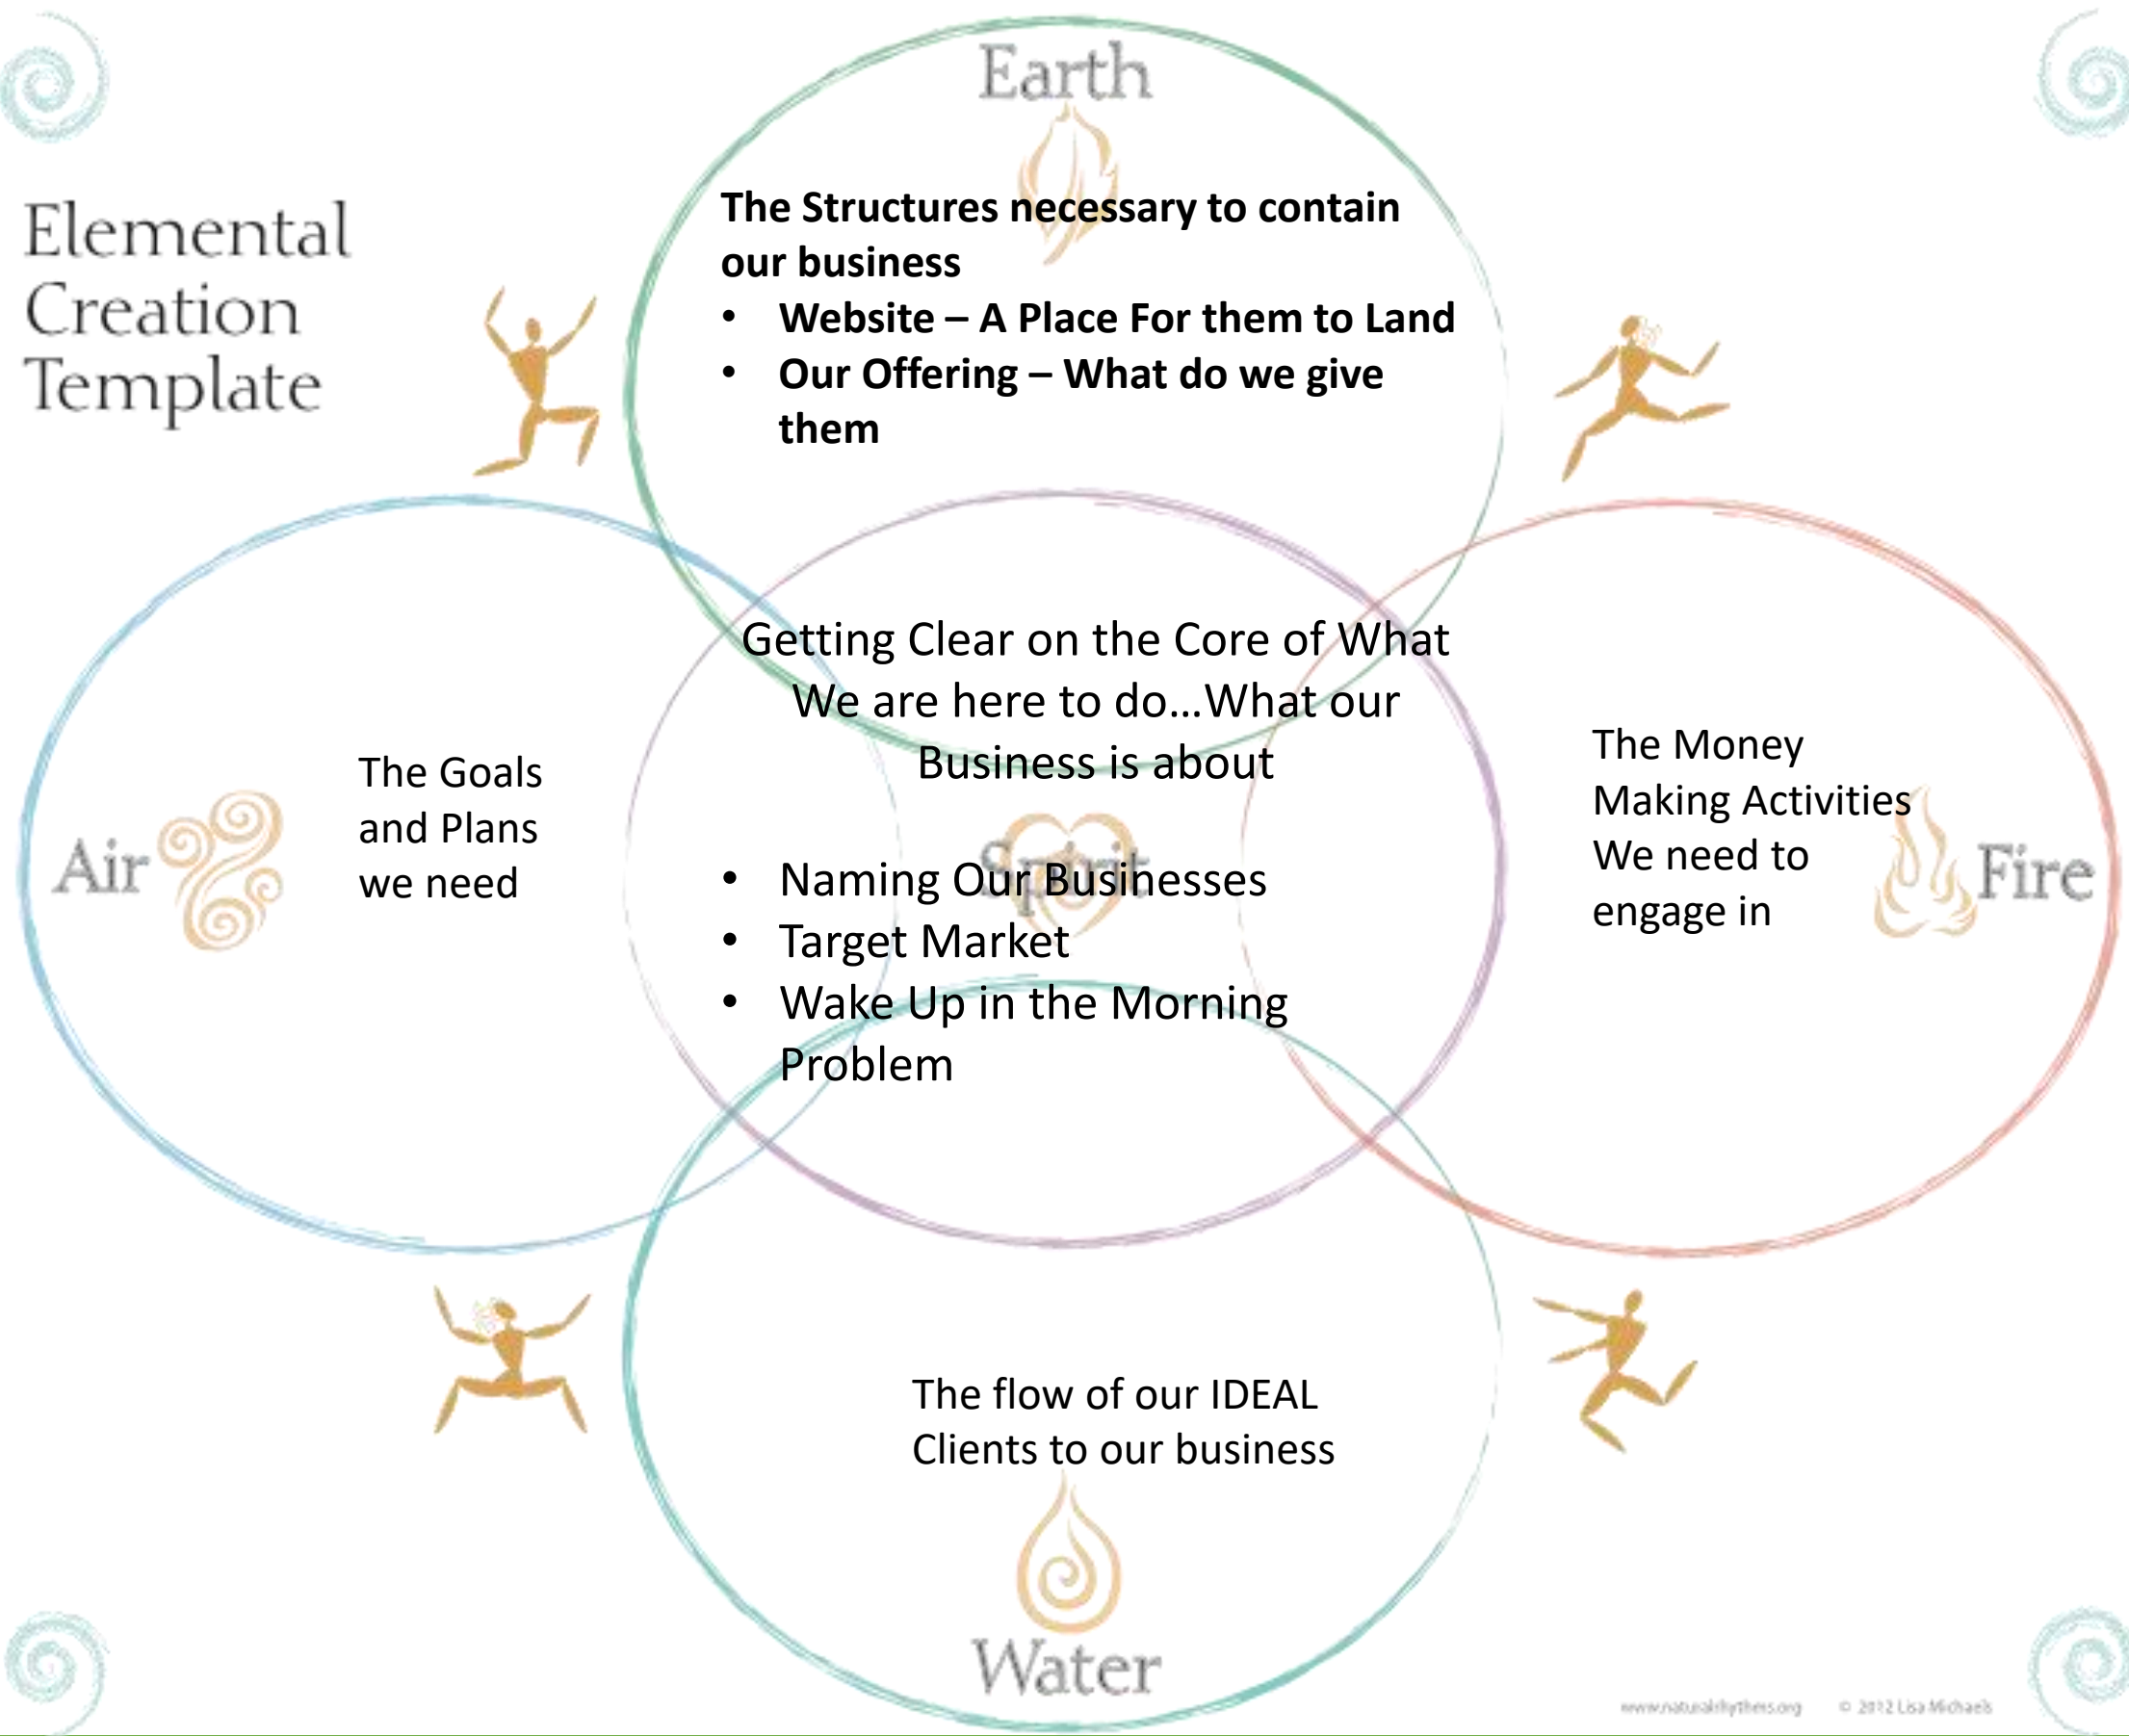 Earth
Elemental
Creation
Template
The Structures necessary to contain
our business
• Website – A Place For them to Land
• Our Offering – What do we give
them
Getting Clear on the Core of What
We are here to do...What our
Business is about
The Goals
and Plans
we need
Air
The Money
Making Activities
We need to
engage in
Fire
Spirit
• Naming Our Businesses
• Target Market
• Wake Up in the Morning
Problem
The flow of our IDEAL
Clients to our business
Water
www.naturalrhythms.org © 2012 Lisa Michaels